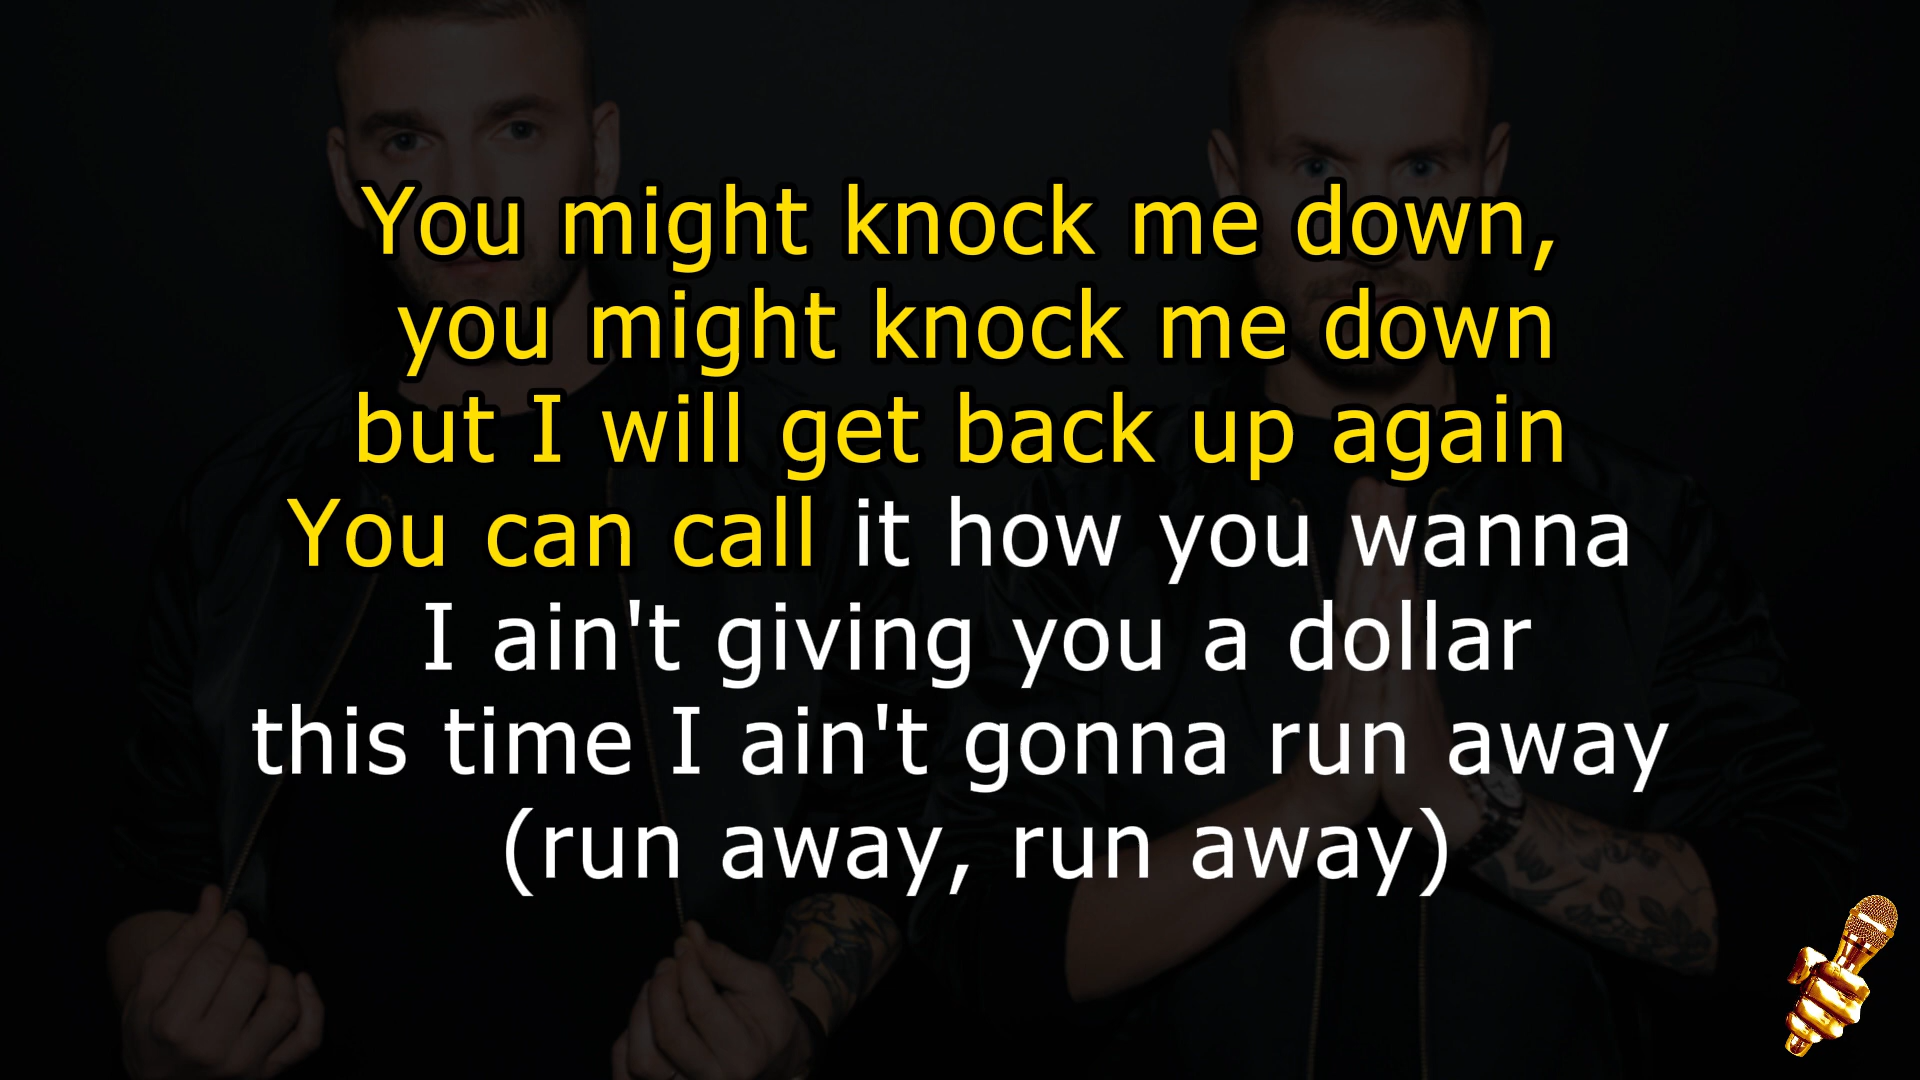 You might knock me down,
you might knock me down
but I will get back up again
You can call it how you wanna
I ain't giving you a dollar
this time I ain't gonna run away
(run away, run away)